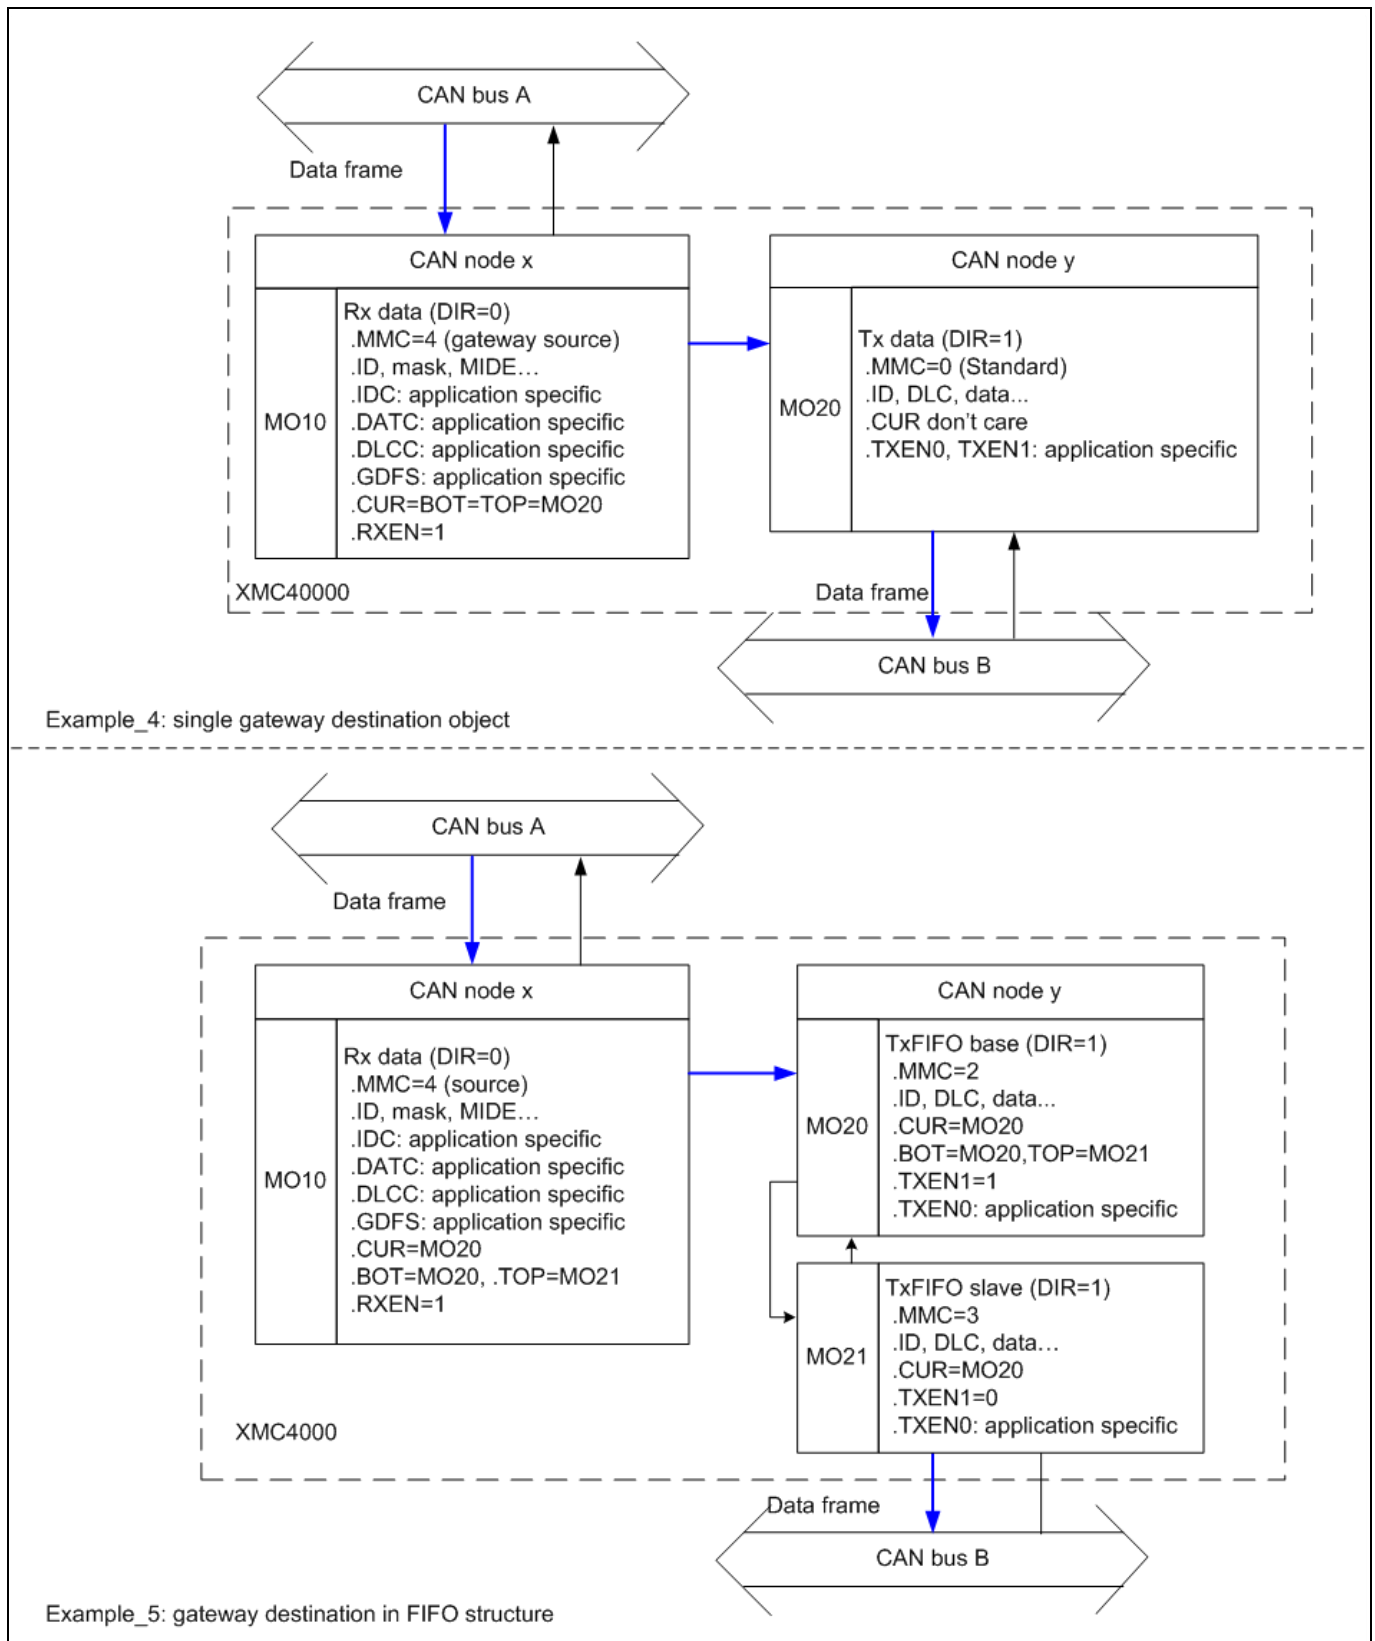 CAN bus A
Data frame
CAN node x
MO10
Rx data (DIR=0)
.MMC=4 (gateway source)
.ID, mask, MIDE...
.IDC: application specific
.DATC: application specific
.DLCC: application specific
.GDFS: application specific
.CUR=BOT=TOP=MO20
.RXEN=1
CAN node y
MO20
Tx data (DIR=1)
.MMC=0 (Standard)
.ID, DLC, data...
.CUR don't care
.TXEN0, TXEN1: application specific
XMC40000
Data frame
CAN bus B
Example_4: single gateway destination object
CAN bus A
Data frame
CAN node x
MO10
Rx data (DIR=0)
.MMC=4 (source)
.ID, mask, MIDE...
.IDC: application specific
.DATC: application specific
.DLCC: application specific
.GDFS: application specific
.CUR=MO20
.BOT=MO20, .TOP=MO21
.RXEN=1
CAN node y
MO20
TxFIFO base (DIR=1)
.MMC=2
.ID, DLC, data...
.CUR=MO20
.BOT=MO20,TOP=MO21
.TXEN1=1
.TXEN0: application specific
MO21
TxFIFO slave (DIR=1)
.MMC=3
.ID, DLC, data...
.CUR=MO20
.TXEN1=0
.TXEN0: application specific
XMC4000
Data frame
CAN bus B
Example_5: gateway destination in FIFO structure